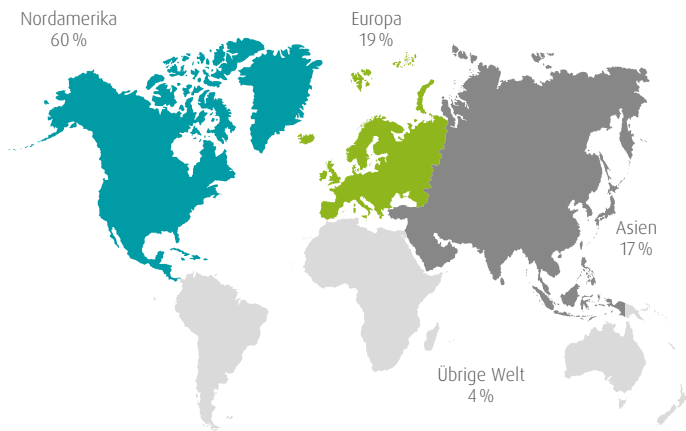 Nordamerika
60 %
Europa
19 %
Asien
17 %
Übrige Welt
4 %